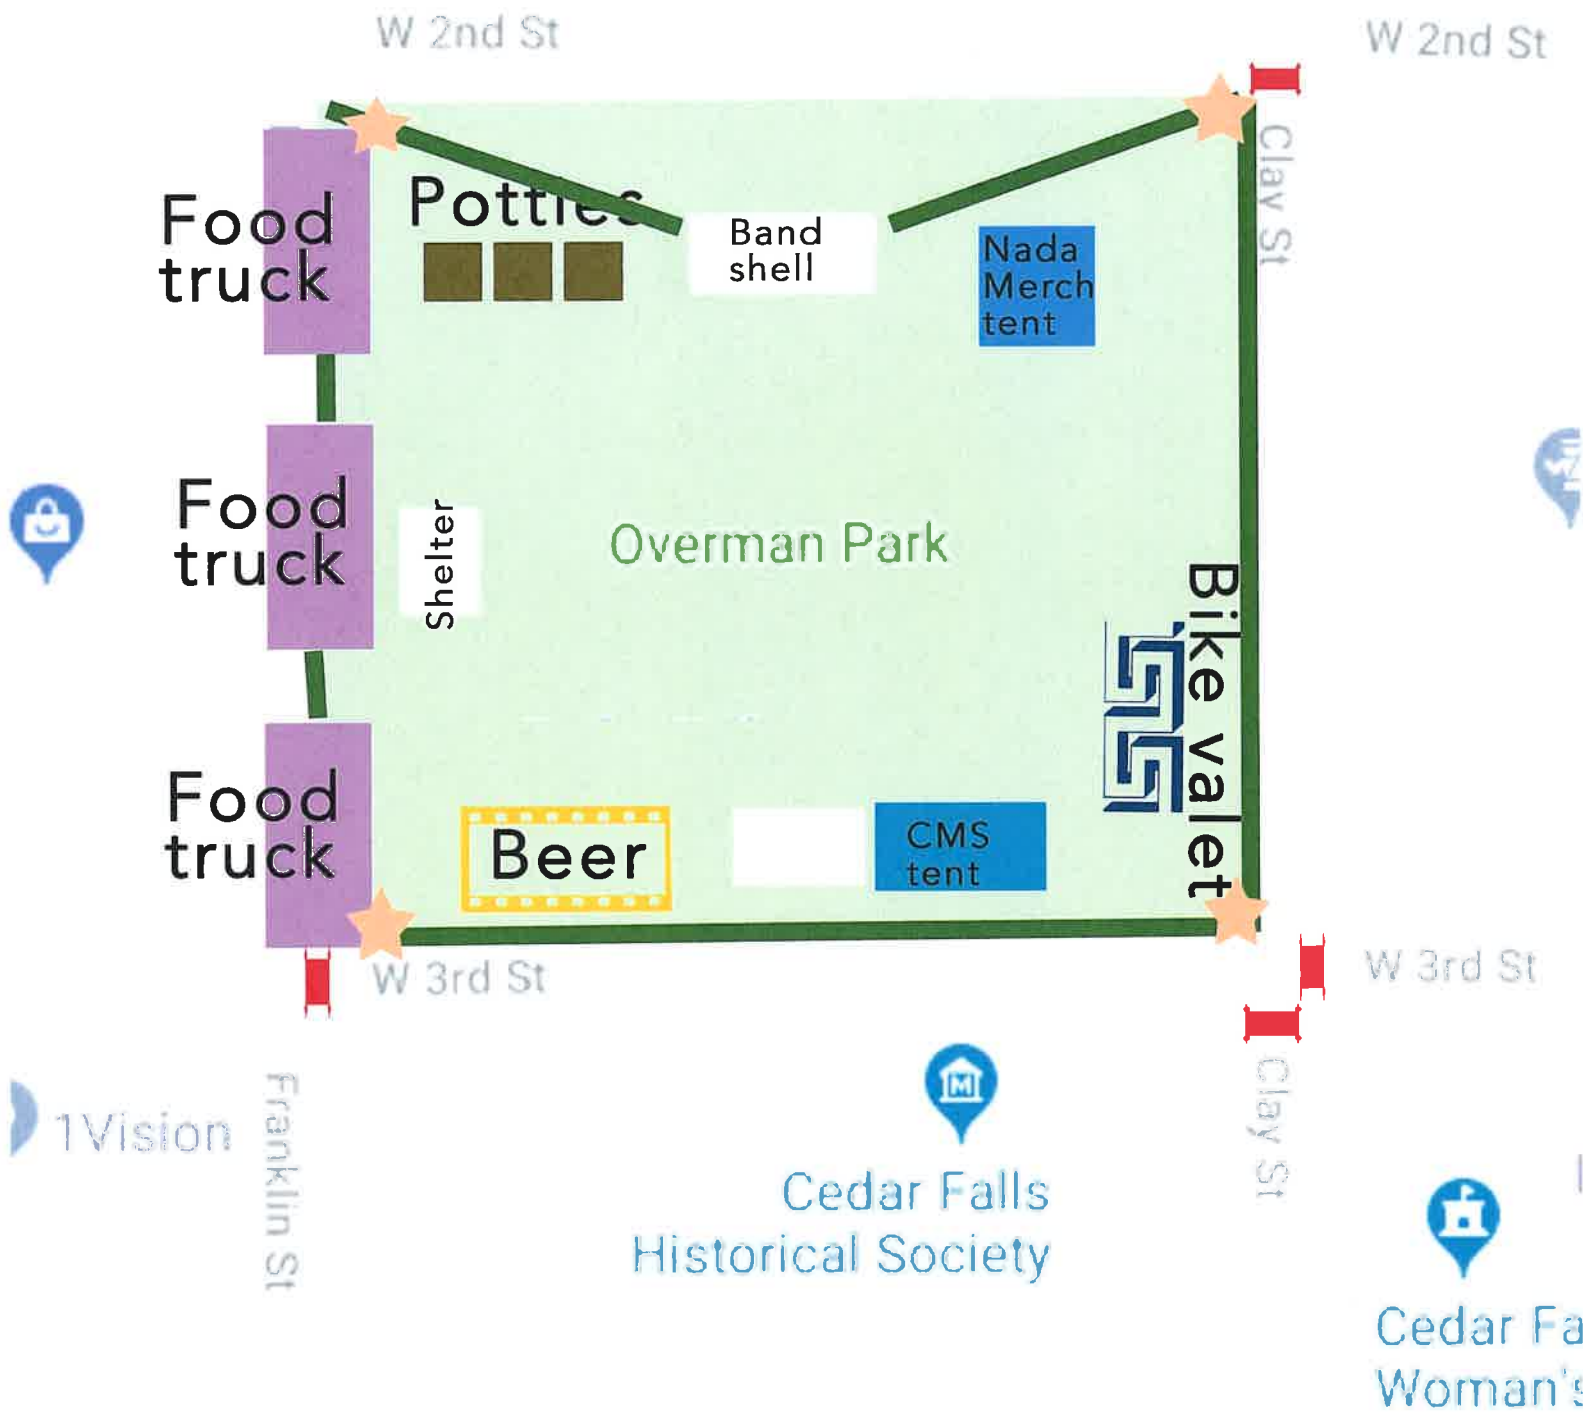 W 2nd St
W 2nd St
Clay St
Food
truck
Potties
Band
shell
Nada
Merch
tent
Food
truck
Shelter
Overman Park
Bike valet
Food
truck
Beer
CMS
tent
W 3rd St
W 3rd St
Franklin St
1Vision
Clay St
Cedar Falls
Historical Society
Cedar Fa
Woman's